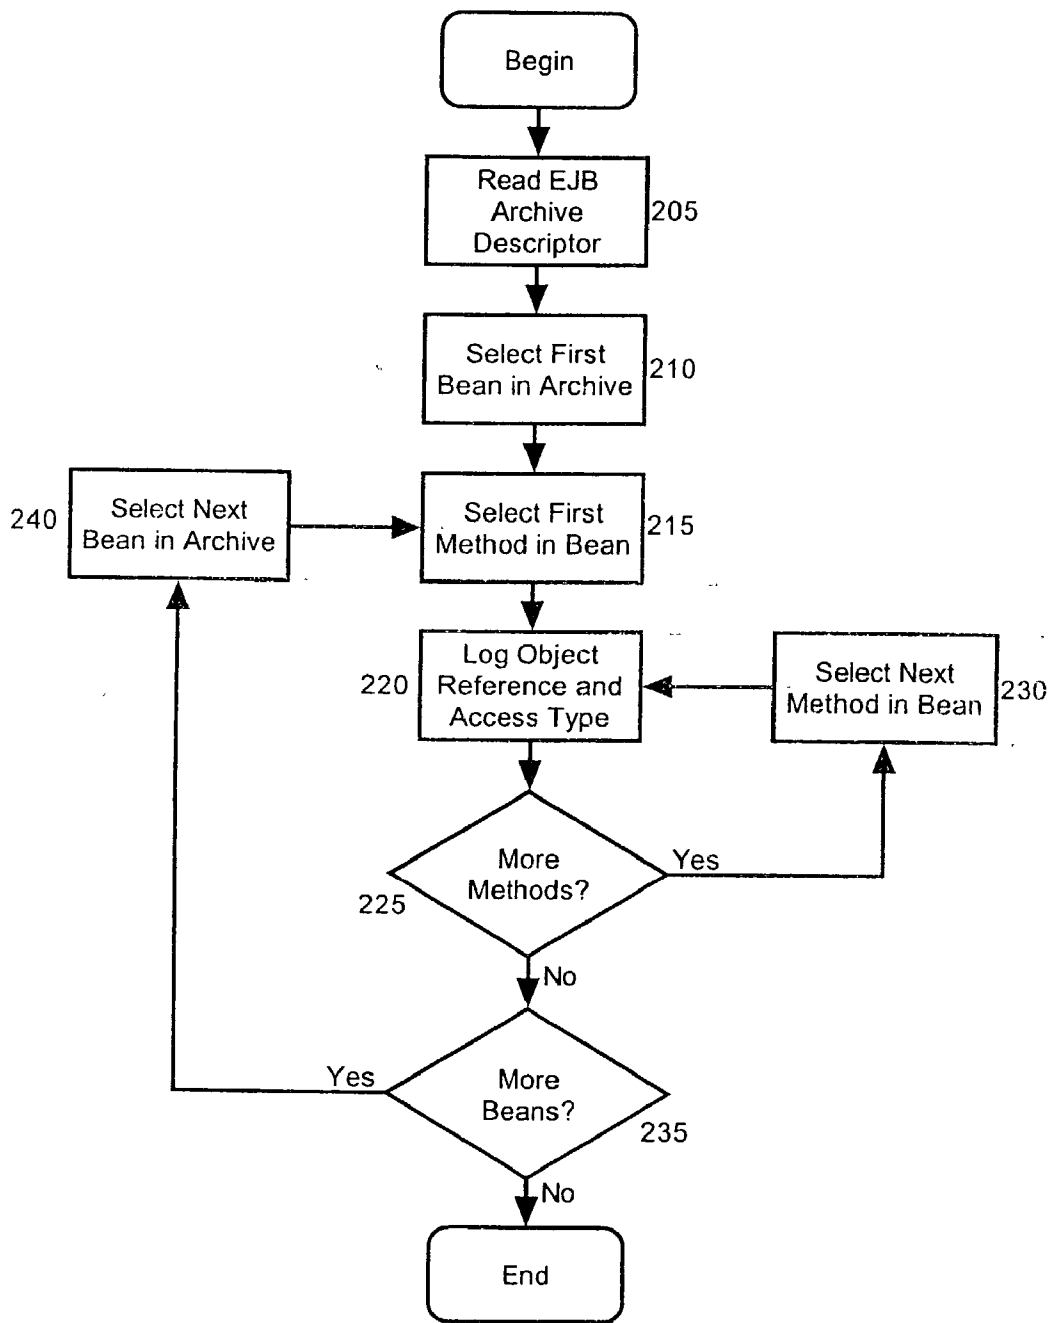 Begin
Read EJB
Archive
Descriptor
205
Select First
Bean in Archive
210
240
Select Next
Bean in Archive
Select First
Method in Bean
215
220
Log Object
Reference and
Access Type
Select Next
Method in Bean
230
More
Methods?
Yes
225
No
Yes
More
Beans?
235
No
End